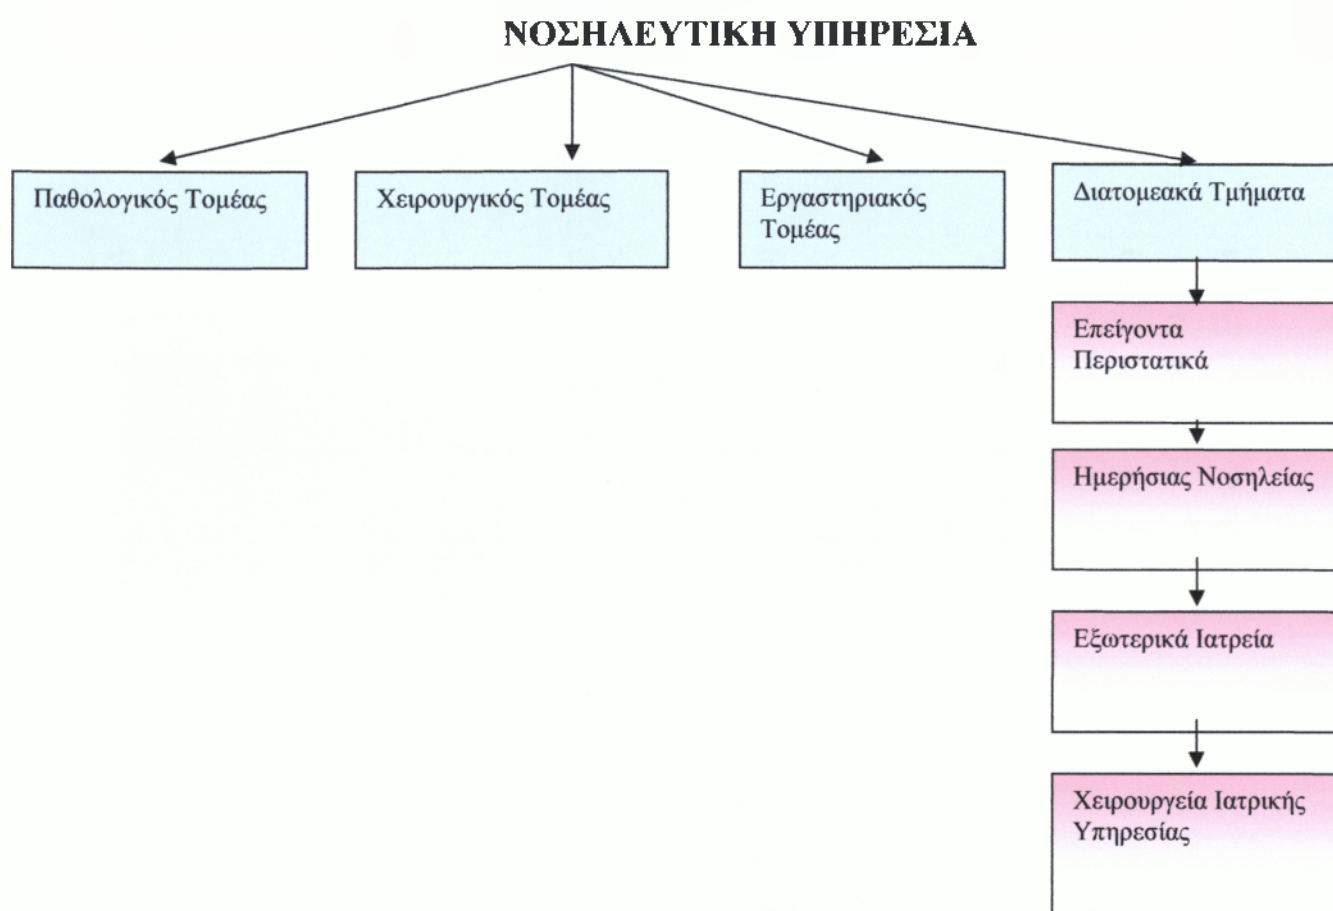 ΝΟΣΗΛΕΥΤΙΚΗ ΥΠΗΡΕΣΙΑ
Παθολογικός Τομέας
Χειρουργικός Τομέας
Εργαστηριακός
Τομέας
Διατομεακά Τμήματα
Επείγοντα
Περιστατικά
Ημερήσιας Νοσηλείας
Εξωτερικά Ιατρεία
Χειρουργεία Ιατρικής
Υπηρεσίας